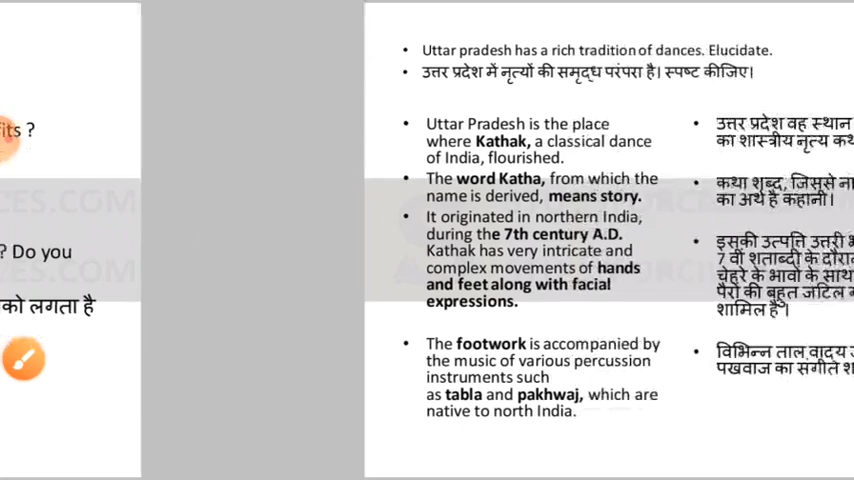 its ?
? Do you
को लगता है
• Uttar pradesh has a rich tradition of dances. Elucidate.
• उत्तर प्रदेश में नृत्यों की समृद्ध परंपरा है। स्पष्ट कीजिए।
• Uttar Pradesh is the place
where Kathak, a classical dance
of India, flourished.
• The word Katha, from which the
name is derived, means story.
• It originated in northern India,
during the 7th century A.D.
Kathak has very intricate and
complex movements of hands
and feet along with facial
expressions.
• The footwork is accompanied by
the music of various percussion
instruments such
as tabla and pakhwaj, which are
native to north India.
• उत्तर प्रदेश वह स्थान
का शास्त्रीय नृत्य
• कथा शब्द, जिससे
का अर्थ है कहानी।
• इसकी उत्पत्ति उत्तरी
7 वीं शताब्दी के दौरान
चेहरे के भावों के साथ
पैरों की बहुत जटिल
शामिल है।
• विभिन्न ताल वाद्य
पखवाज का संगीत
CES.COM
CES.COM